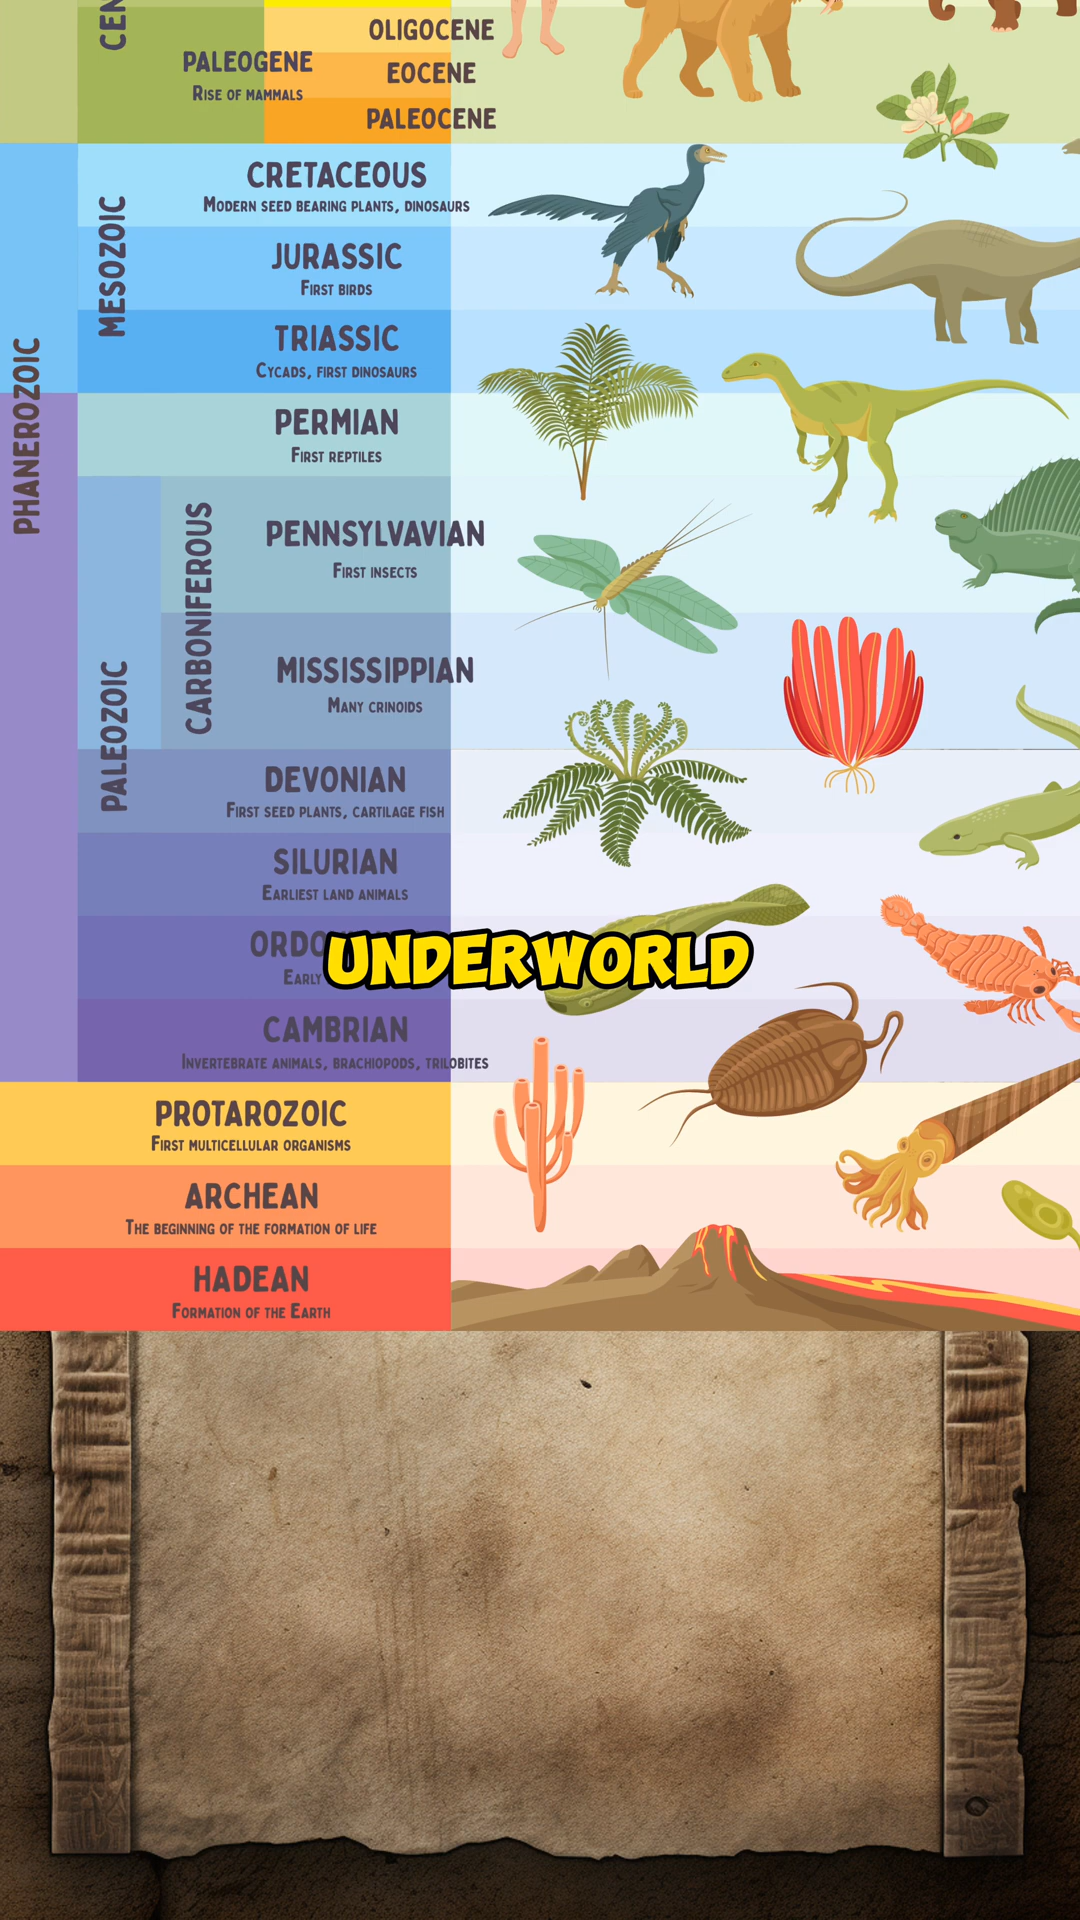 CEN
OLIGOCENE
PALEOGENE
RISE OF MAMMALS
EOCENE
PALEOCENE
PHANEROZOIC
MESOZOIC
CRETACEOUS
MODERN SEED BEARING PLANTS, DINOSAURS
JURASSIC
FIRST BIRDS
TRIASSIC
CYCADS, FIRST DINOSAURS
PALEOZOIC
PERMIAN
FIRST REPTILES
CARBONIFEROUS
PENNSYLVAVIAN
FIRST INSECTS
MISSISSIPPIAN
MANY CRINOIDS
DEVONIAN
FIRST SEED PLANTS, CARTILAGE FISH
SILURIAN
EARLIEST LAND ANIMALS
ORDO
EARLY
UNDERWORLD
CAMBRIAN
INVERTEBRATE ANIMALS, BRACHIOPODS, TRILOBITES
PROTAROZOIC
FIRST MULTICELLULAR ORGANISMS
ARCHEAN
THE BEGINNING OF THE FORMATION OF LIFE
HADEAN
FORMATION OF THE EARTH